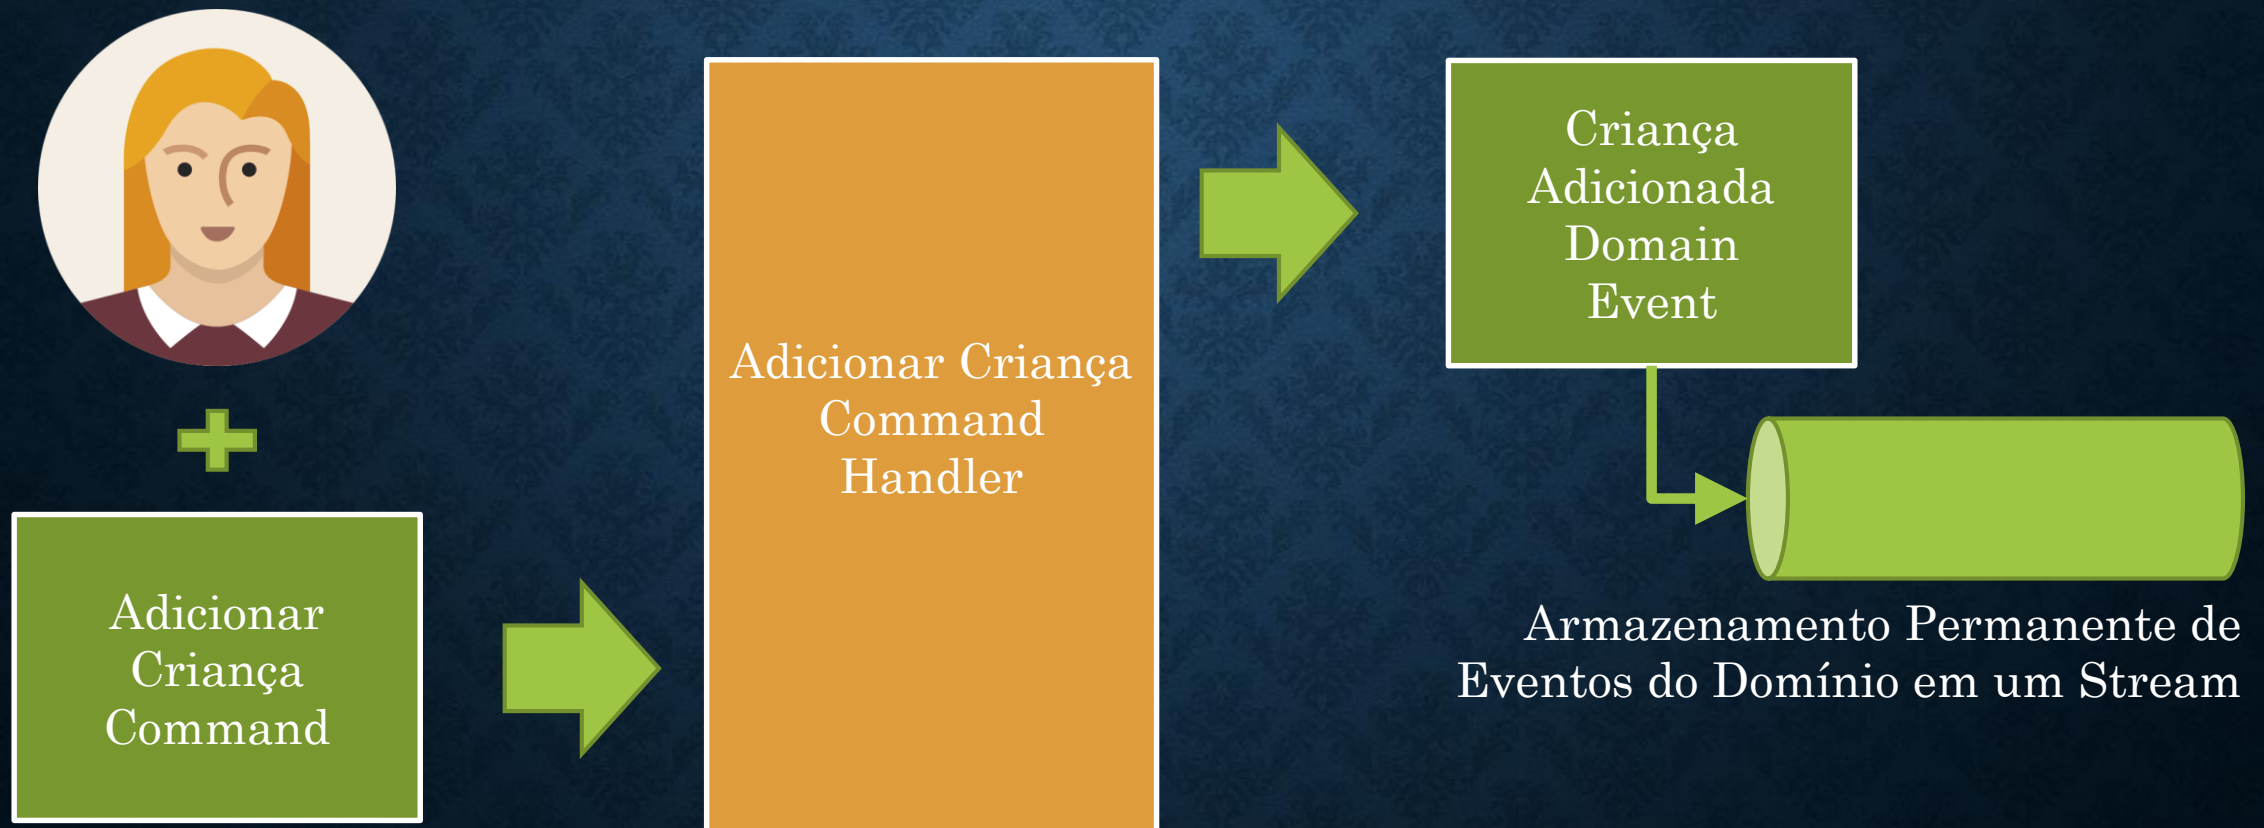 Adicionar
Criança
Command
Adicionar Criança
Command
Handler
Criança
Adicionada
Domain
Event
Armazenamento Permanente de
Eventos do Domínio em um Stream